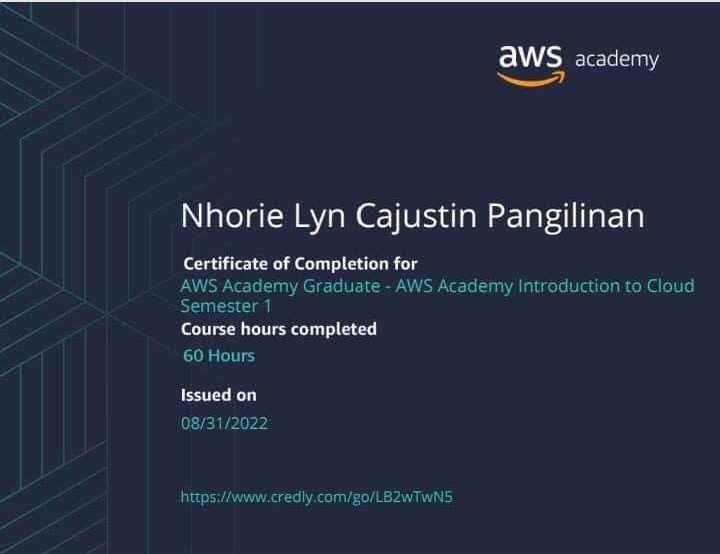 aws academy
Nhorie Lyn Cajustin Pangilinan
Certificate of Completion for
AWS Academy Graduate - AWS Academy Introduction to Cloud
Semester 1
Course hours completed
60 Hours
Issued on
08/31/2022
https://www.credly.com/go/LB2wTwN5